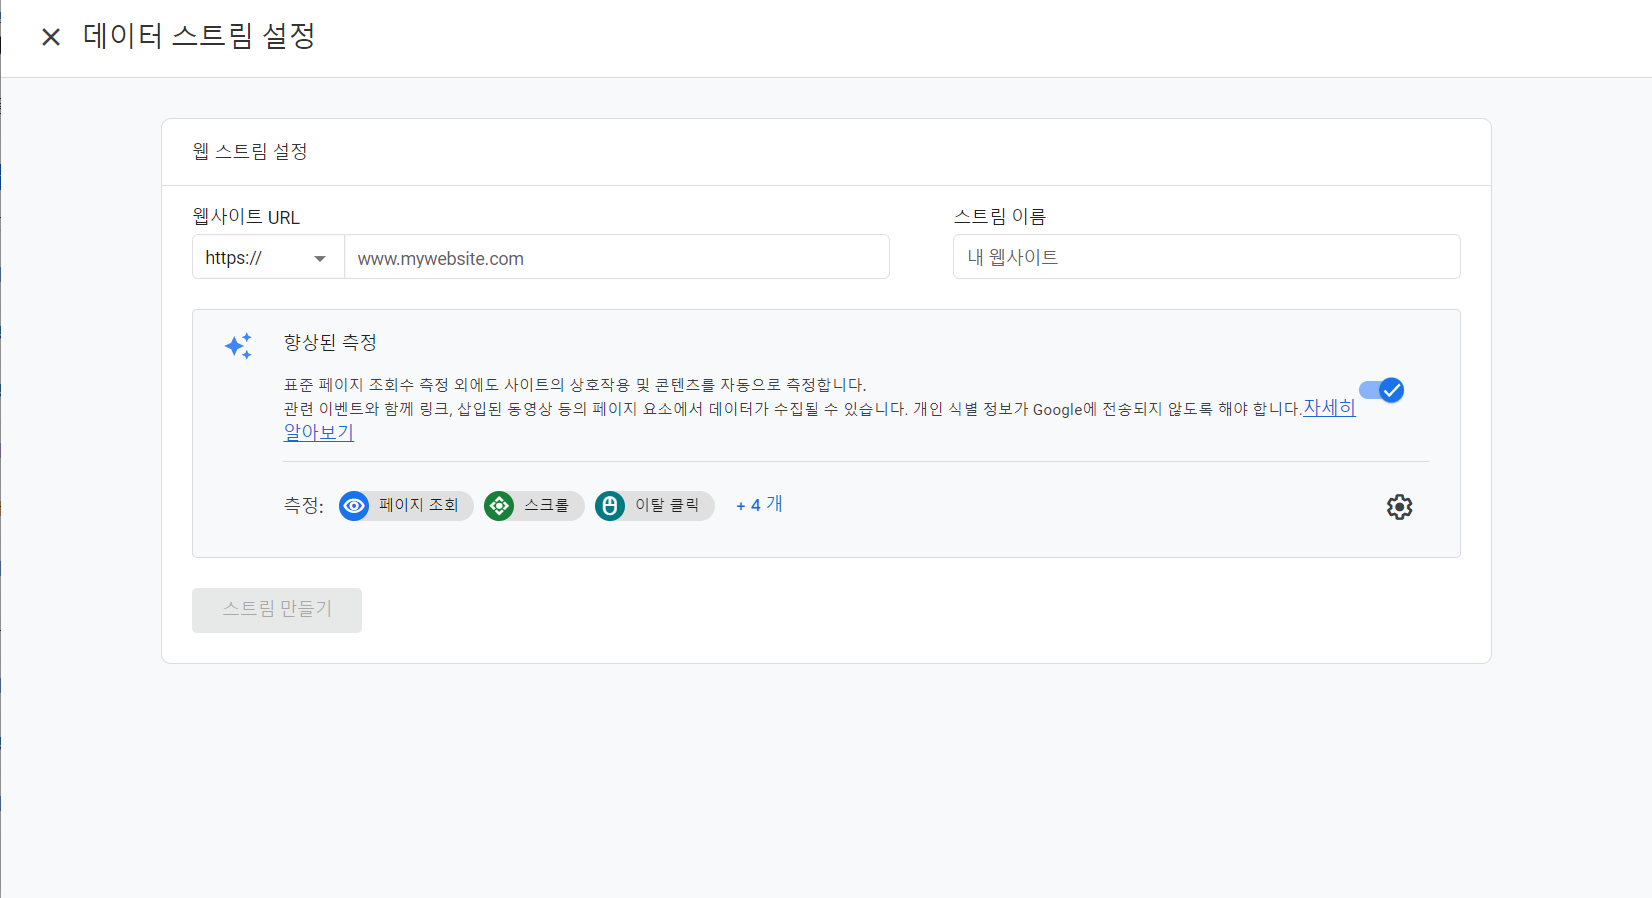 데이터 스트림 설정
웹 스트림 설정
웹사이트 URL
스트림 이름
https://
www.mywebsite.com
내 웹사이트
향상된 측정
표준 페이지 조회수 측정 외에도 사이트의 상호작용 및 콘텐츠를 자동으로 측정합니다.
관련 이벤트와 함께 링크, 삽입된 동영상 등의 페이지 요소에서 데이터가 수집될 수 있습니다. 개인 식별 정보가 Google에 전송되지 않도록 해야 합니다.자세히
알아보기
측정: 페이지 조회 스크롤 이탈 클릭 + 4 개
스트림 만들기